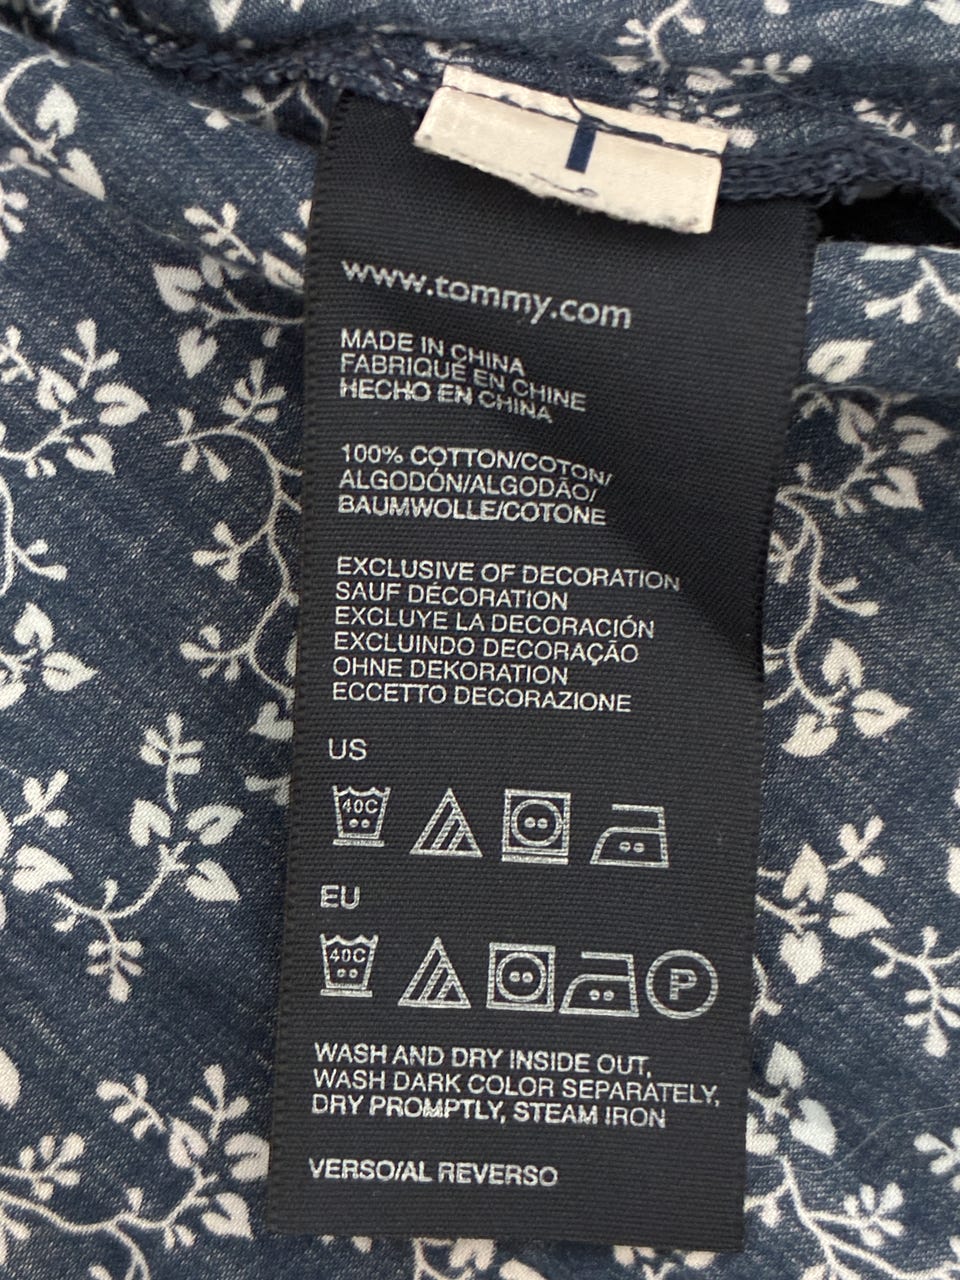 www.tommy.com
MADE IN CHINA
FABRIQUÉ EN CHINE
HECHO EN CHINA
100% COTTON/COTON/
ALGODÓN/ALGODÃO/
BAUMWOLLE/COTONE
EXCLUSIVE OF DECORATION
SAUF DÉCORATION
EXCLUYE LA DECORACIÓN
EXCLUINDO DECORAÇÃO
OHNE DEKORATION
ECCETTO DECORAZIONE
US
40C
EU
40C
P
WASH AND DRY INSIDE OUT,
WASH DARK COLOR SEPARATELY,
DRY PROMPTLY, STEAM IRON
VERSO/AL REVERSO